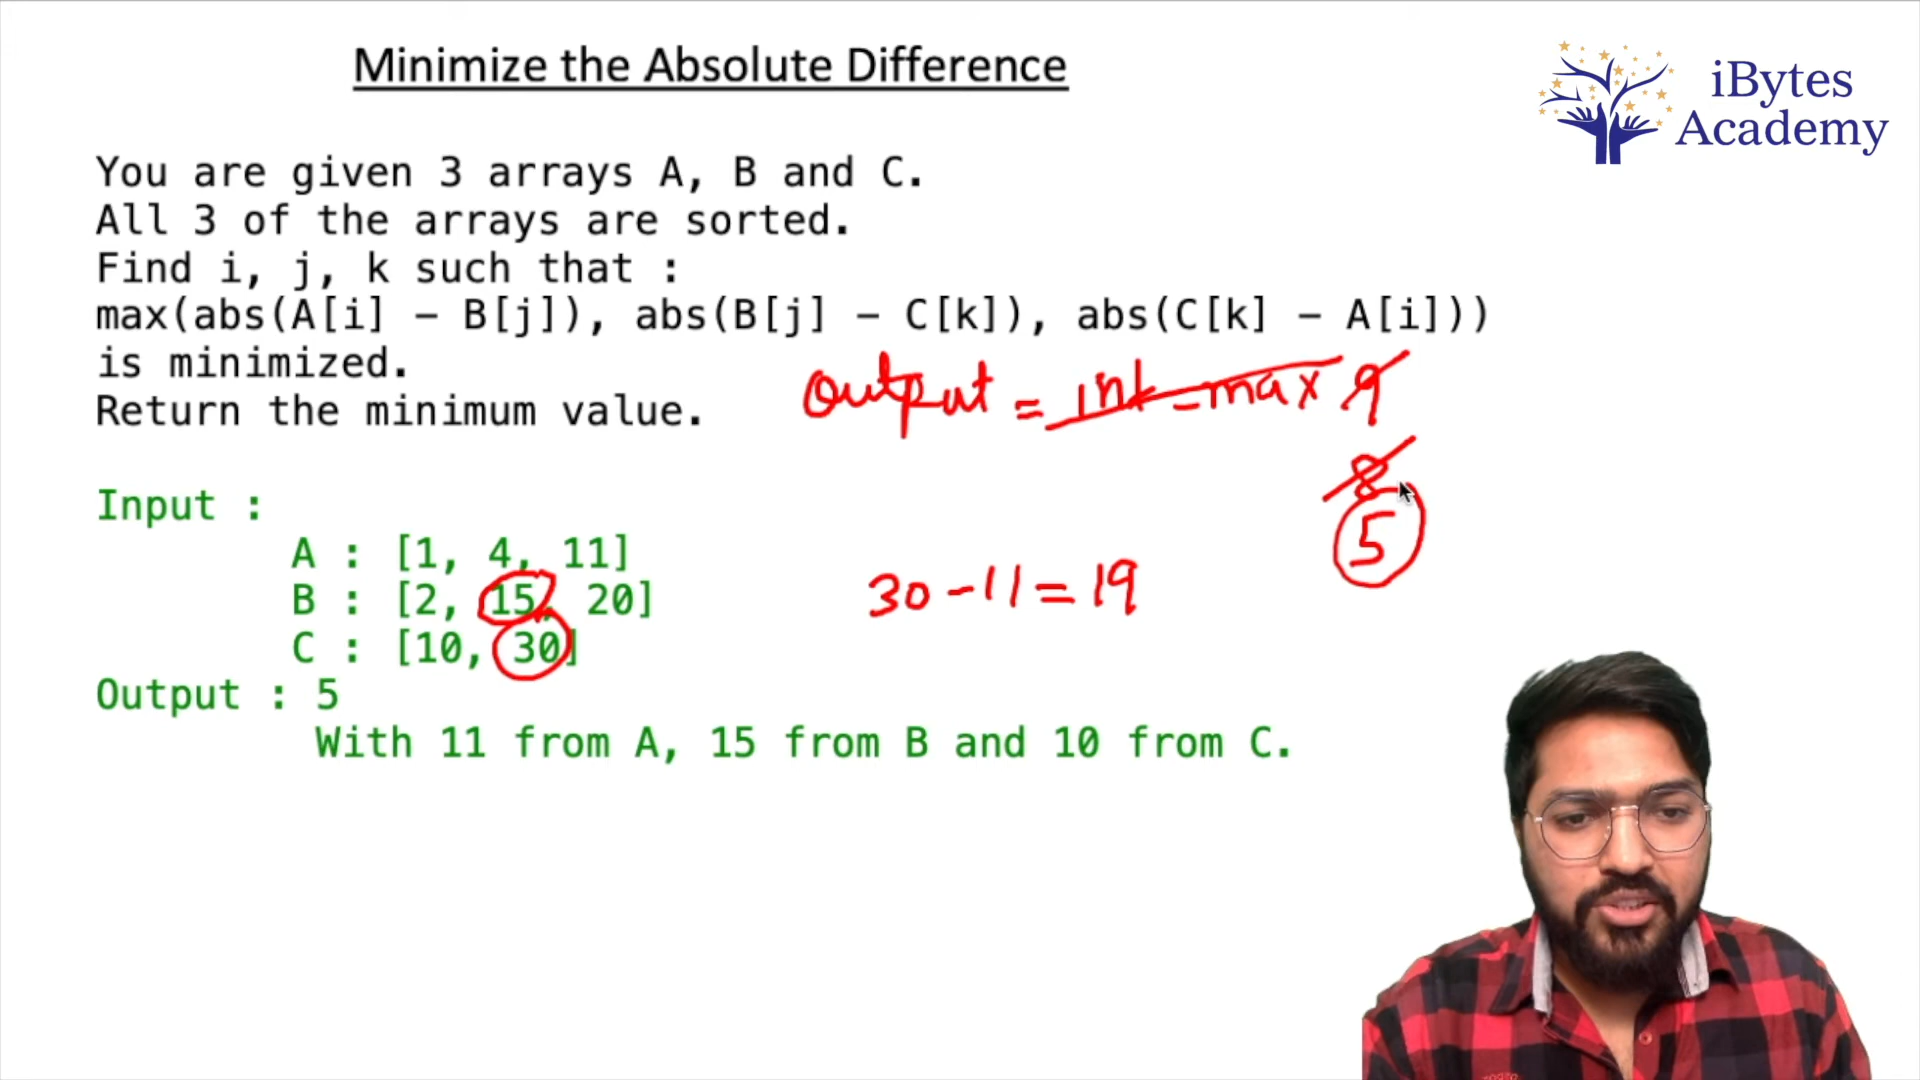 Minimize the Absolute Difference
iBytes
Academy
You are given 3 arrays A, B and C.
All 3 of the arrays are sorted.
Find i, j, k such that :
max(abs(A[i] – B[j]), abs(B[j] – C[k]), abs(C[k] – A[i]))
is minimized.
Return the minimum value.
Output = int-max 9
8
5
Input :
A : [1, 4, 11]
B : [2, 15, 20]
C : [10, 30]
30-11=19
Output : 5
With 11 from A, 15 from B and 10 from C.